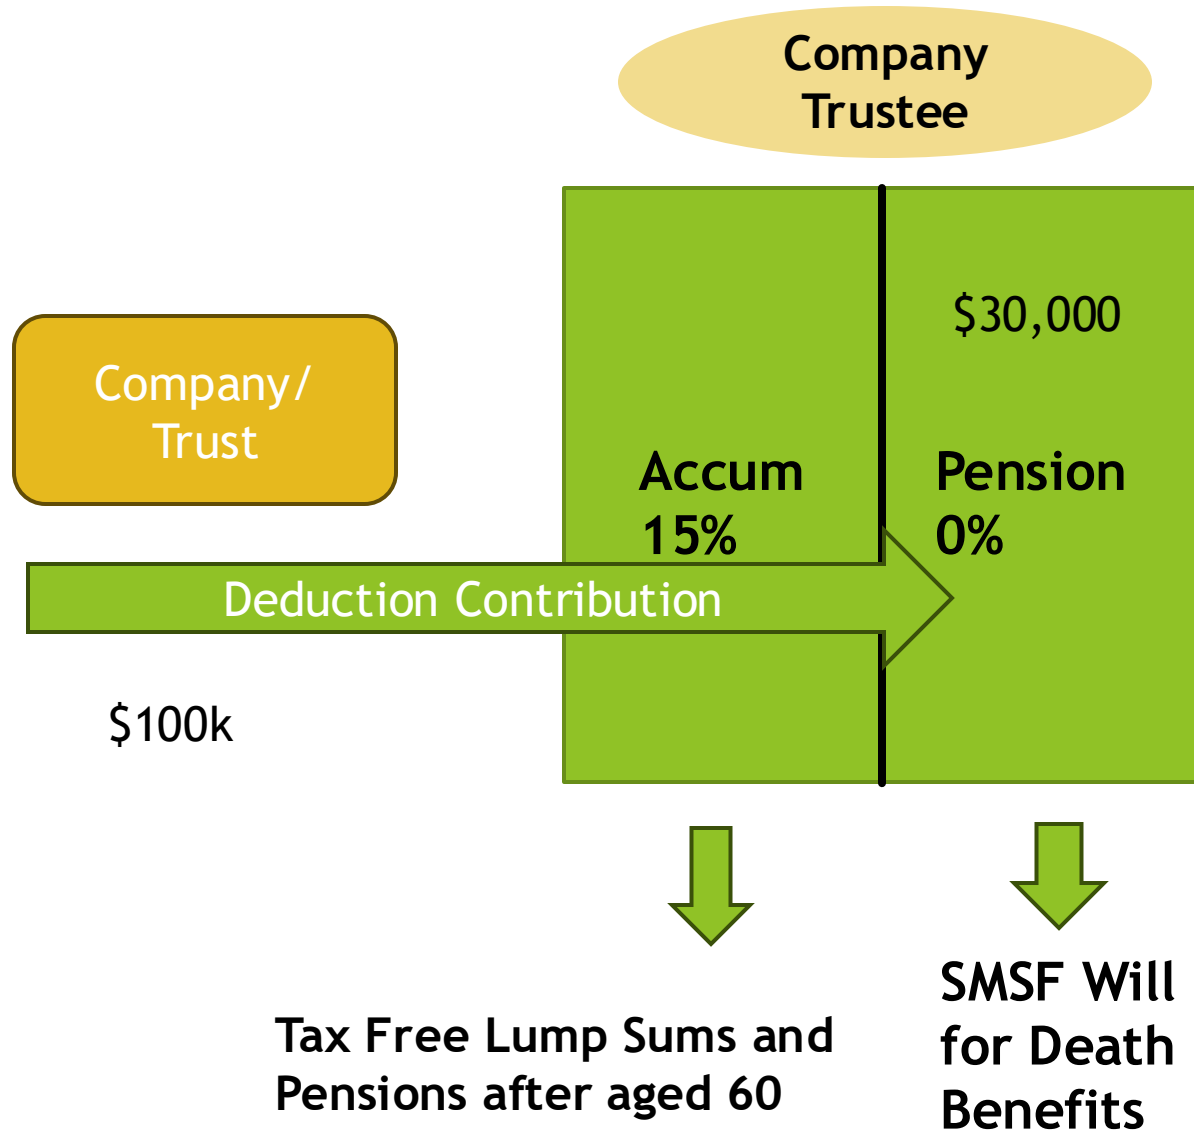 Company
Trustee
$30,000
Company/
Trust
Accum
15%
Pension
0%
Deduction Contribution
$100k
Tax Free Lump Sums and
Pensions after aged 60
SMSF Will
for Death
Benefits